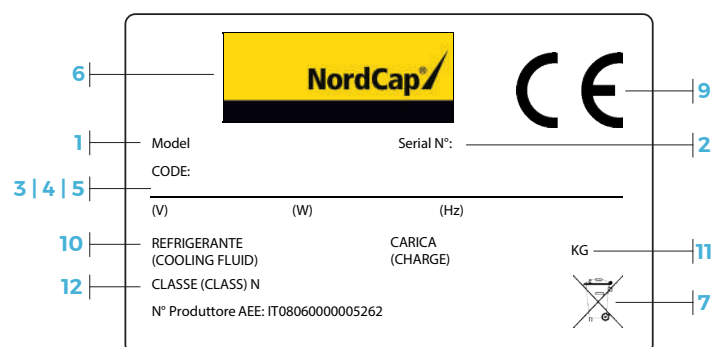 6
NordCap®
CE
9
1
Model
Serial N°:
2
CODE:
3 | 4 | 5
(V) (W) (Hz)
10
REFRIGERANTE
(COOLING FLUID)
CARICA
(CHARGE)
KG
11
12
CLASSE (CLASS) N
7
N° Produttore AEE: IT08060000005262